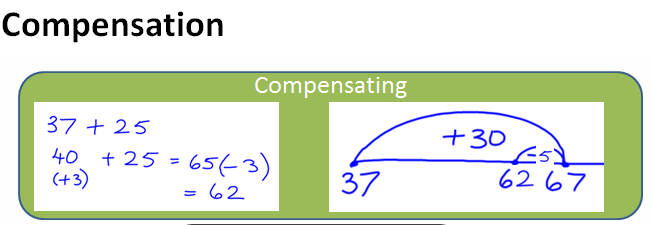 Compensation
Compensating
37 + 25
40 + 25 = 65(-3)
(+3)
= 62
+30
-5
37
62 67